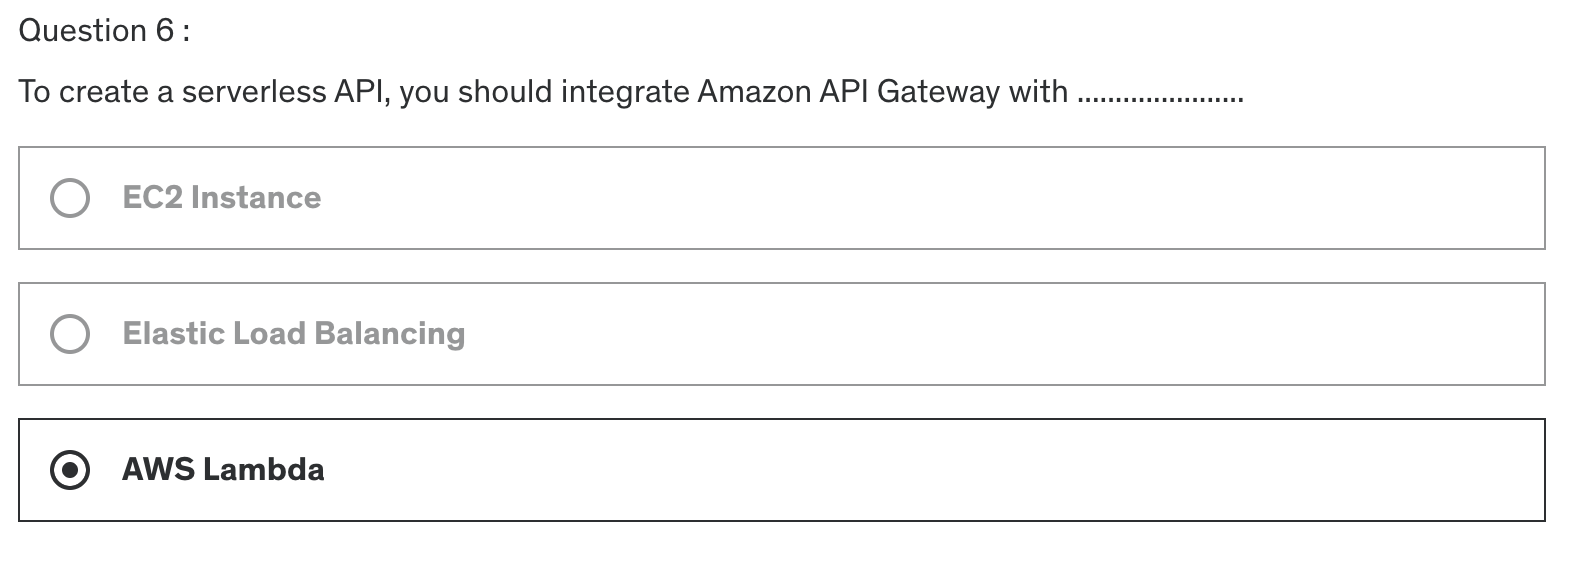 Question 6 :
To create a serverless API, you should integrate Amazon API Gateway with ......................
EC2 Instance
Elastic Load Balancing
AWS Lambda